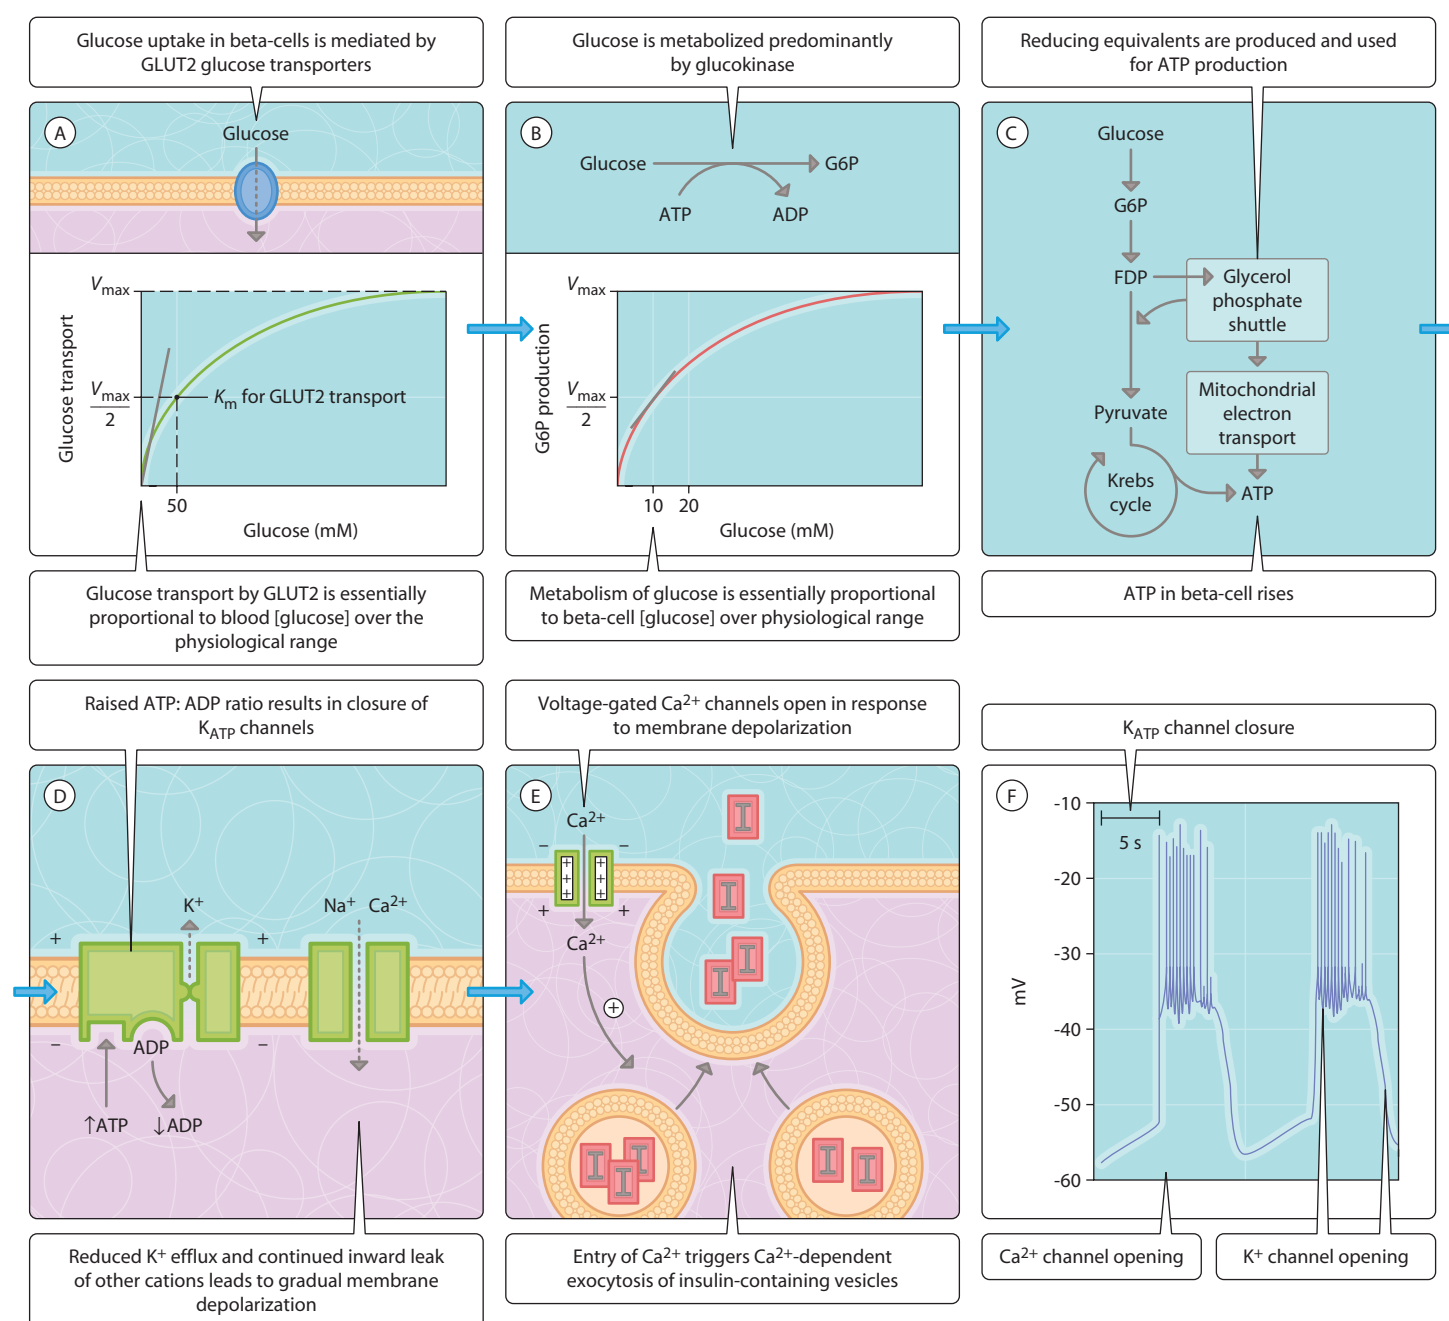 Glucose uptake in beta-cells is mediated by
GLUT2 glucose transporters
A
Glucose
Vmax
Vmax
2
Glucose transport
Km for GLUT2 transport
50
Glucose (mM)
Glucose transport by GLUT2 is essentially
proportional to blood [glucose] over the
physiological range
Glucose is metabolized predominantly
by glucokinase
B
Glucose
G6P
ATP
ADP
Vmax
Vmax
2
G6P production
10 20
Glucose (mM)
Metabolism of glucose is essentially proportional
to beta-cell [glucose] over physiological range
Reducing equivalents are produced and used
for ATP production
C
Glucose
G6P
FDP
Glycerol
phosphate
shuttle
Mitochondrial
electron
transport
Pyruvate
Krebs
cycle
ATP
ATP in beta-cell rises
Raised ATP: ADP ratio results in closure of
KATP channels
D
K+
Na+ Ca2+
+ +
− −
ADP
↑ATP ↓ADP
Reduced K+ efflux and continued inward leak
of other cations leads to gradual membrane
depolarization
Voltage-gated Ca2+ channels open in response
to membrane depolarization
E
Ca2+
− −
+ +
+ +
+ +
+ +
Ca2+
+
I
I
I
I
I
I
I
I
I
Entry of Ca2+ triggers Ca2+-dependent
exocytosis of insulin-containing vesicles
KATP channel closure
F
-10
5 s
-20
-30
mV
-40
-50
-60
Ca2+ channel opening
K+ channel opening